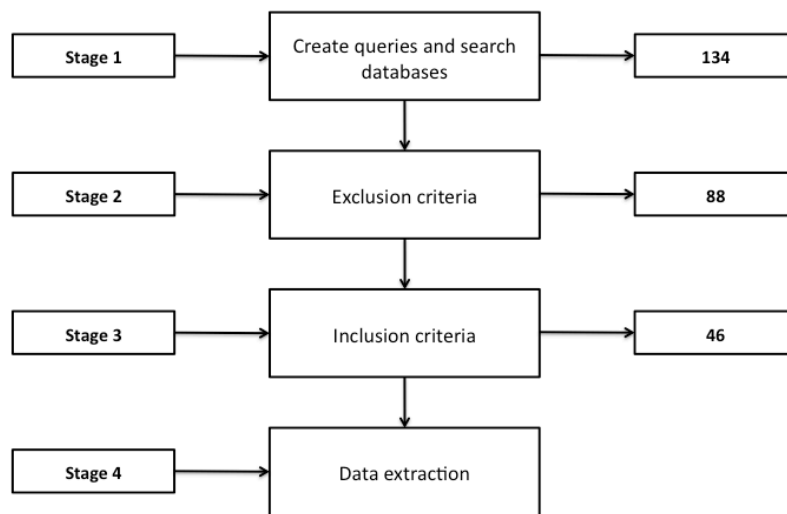 Stage 1
Create queries and search
databases
134
Stage 2
Exclusion criteria
88
Stage 3
Inclusion criteria
46
Stage 4
Data extraction